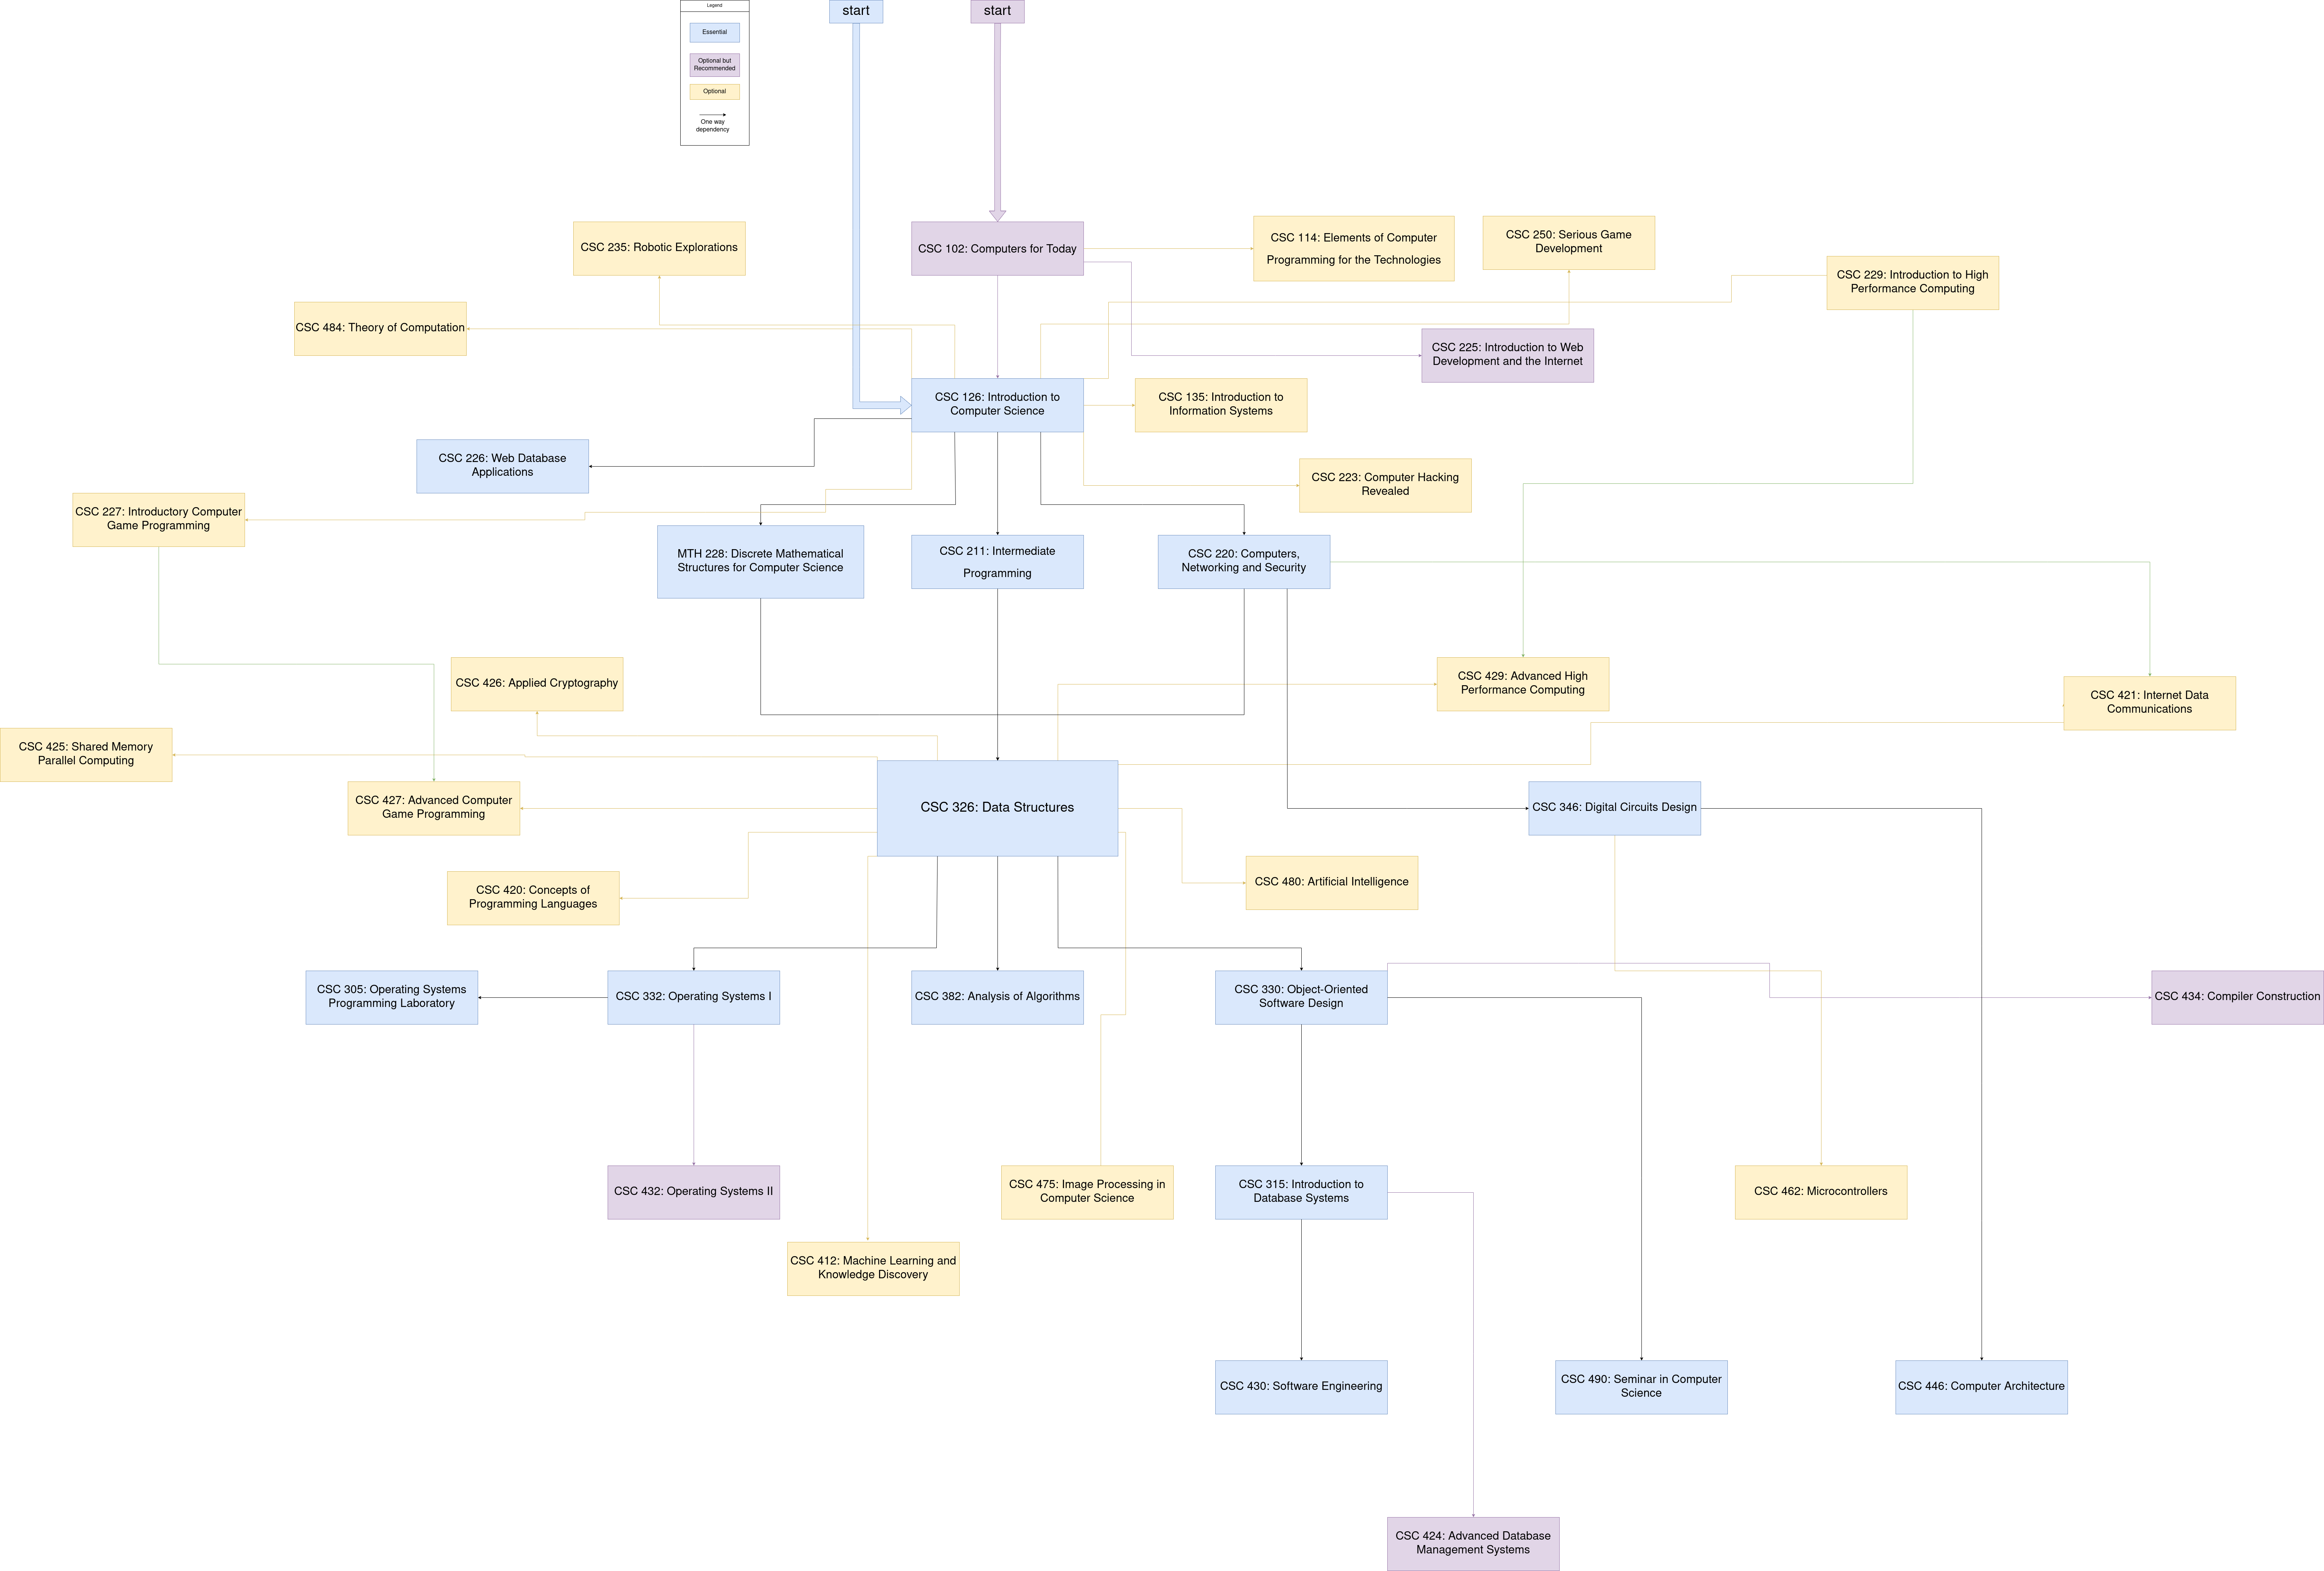 Legend
Essential
Optional but
Recommended
Optional
One way
dependency
start
start
CSC 235: Robotic Explorations
CSC 102: Computers for Today
CSC 114: Elements of Computer
Programming for the Technologies
CSC 250: Serious Game
Development
CSC 229: Introduction to High
Performance Computing
CSC 484: Theory of Computation
CSC 225: Introduction to Web
Development and the Internet
CSC 126: Introduction to
Computer Science
CSC 135: Introduction to
Information Systems
CSC 226: Web Database
Applications
CSC 223: Computer Hacking
Revealed
CSC 227: Introductory Computer
Game Programming
MTH 228: Discrete Mathematical
Structures for Computer Science
CSC 211: Intermediate
Programming
CSC 220: Computers,
Networking and Security
CSC 426: Applied Cryptography
CSC 429: Advanced High
Performance Computing
CSC 421: Internet Data
Communications
CSC 425: Shared Memory
Parallel Computing
CSC 427: Advanced Computer
Game Programming
CSC 326: Data Structures
CSC 346: Digital Circuits Design
CSC 420: Concepts of
Programming Languages
CSC 480: Artificial Intelligence
CSC 305: Operating Systems
Programming Laboratory
CSC 332: Operating Systems I
CSC 382: Analysis of Algorithms
CSC 330: Object-Oriented
Software Design
CSC 434: Compiler Construction
CSC 432: Operating Systems II
CSC 475: Image Processing in
Computer Science
CSC 315: Introduction to
Database Systems
CSC 462: Microcontrollers
CSC 412: Machine Learning and
Knowledge Discovery
CSC 430: Software Engineering
CSC 490: Seminar in Computer
Science
CSC 446: Computer Architecture
CSC 424: Advanced Database
Management Systems